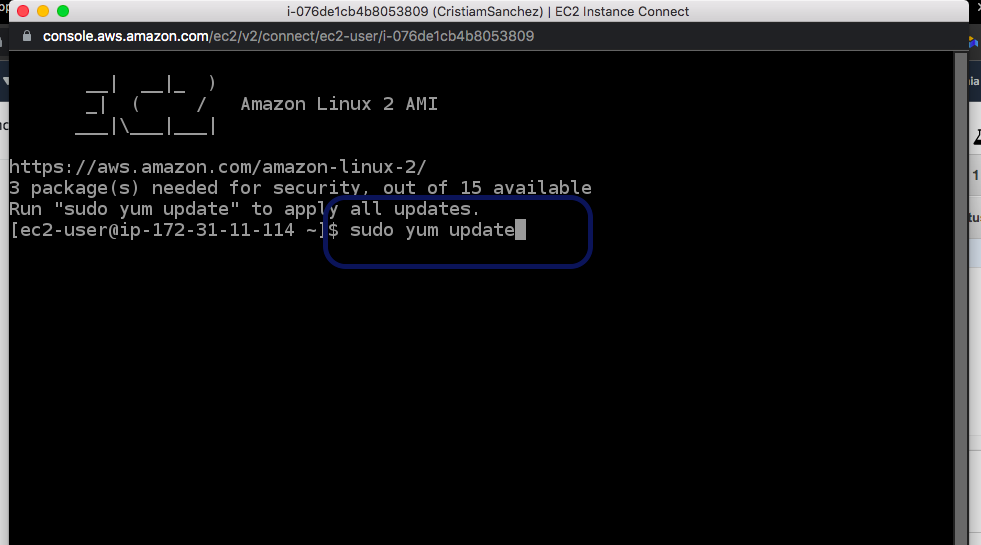 i-076de1cb4b8053809 (CristiamSanchez) | EC2 Instance Connect
console.aws.amazon.com/ec2/v2/connect/ec2-user/i-076de1cb4b8053809
__|  __|_  )
_|  (     /   Amazon Linux 2 AMI
___|\___|___|
https://aws.amazon.com/amazon-linux-2/
3 package(s) needed for security, out of 15 available
Run "sudo yum update" to apply all updates.
[ec2-user@ip-172-31-11-114 ~]$ sudo yum update